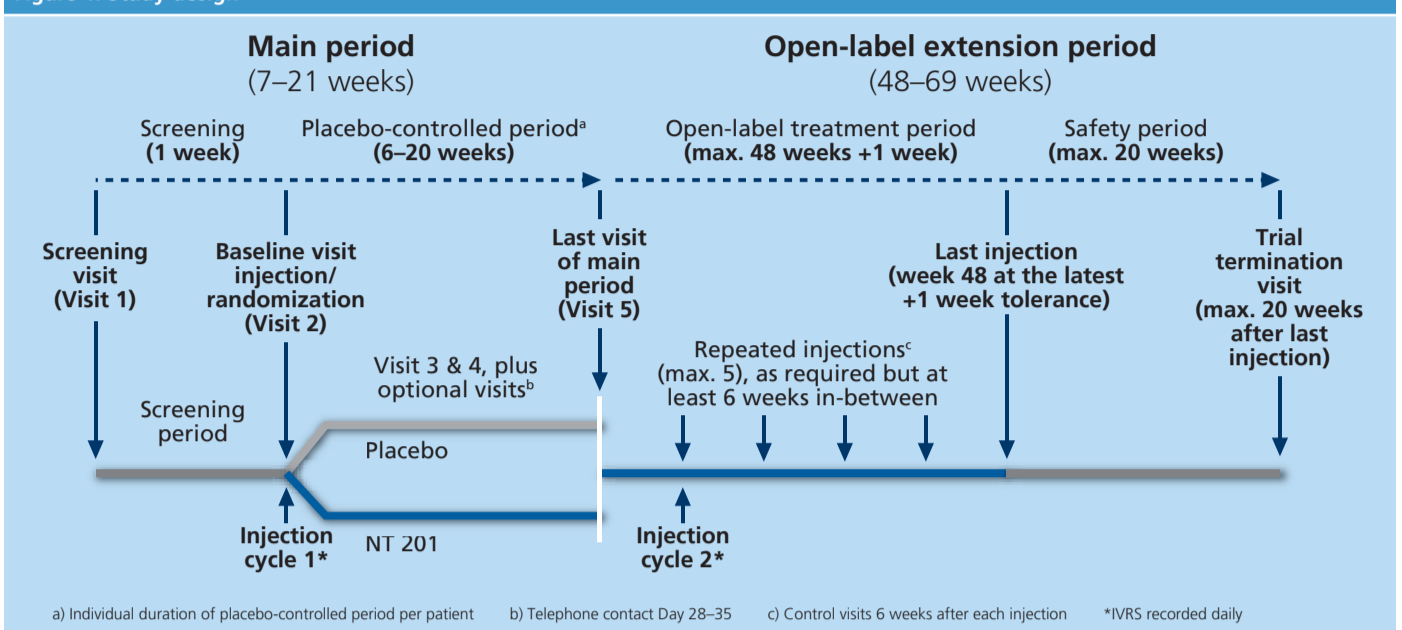 Figure 1. Study design
Main period
(7–21 weeks)
Open-label extension period
(48–69 weeks)
Screening
(1 week)
Placebo-controlled periodᵃ
(6–20 weeks)
Open-label treatment period
(max. 48 weeks +1 week)
Safety period
(max. 20 weeks)
Screening
visit
(Visit 1)
Baseline visit
injection/
randomization
(Visit 2)
Last visit
of main
period
(Visit 5)
Last injection
(week 48 at the latest
+1 week tolerance)
Trial
termination
visit
(max. 20 weeks
after last
injection)
Screening
period
Visit 3 & 4, plus
optional visitsᵇ
Placebo
NT 201
Repeated injectionsᶜ
(max. 5), as required but at
least 6 weeks in-between
Injection
cycle 1*
Injection
cycle 2*
a) Individual duration of placebo-controlled period per patient b) Telephone contact Day 28–35 c) Control visits 6 weeks after each injection *IVRS recorded daily